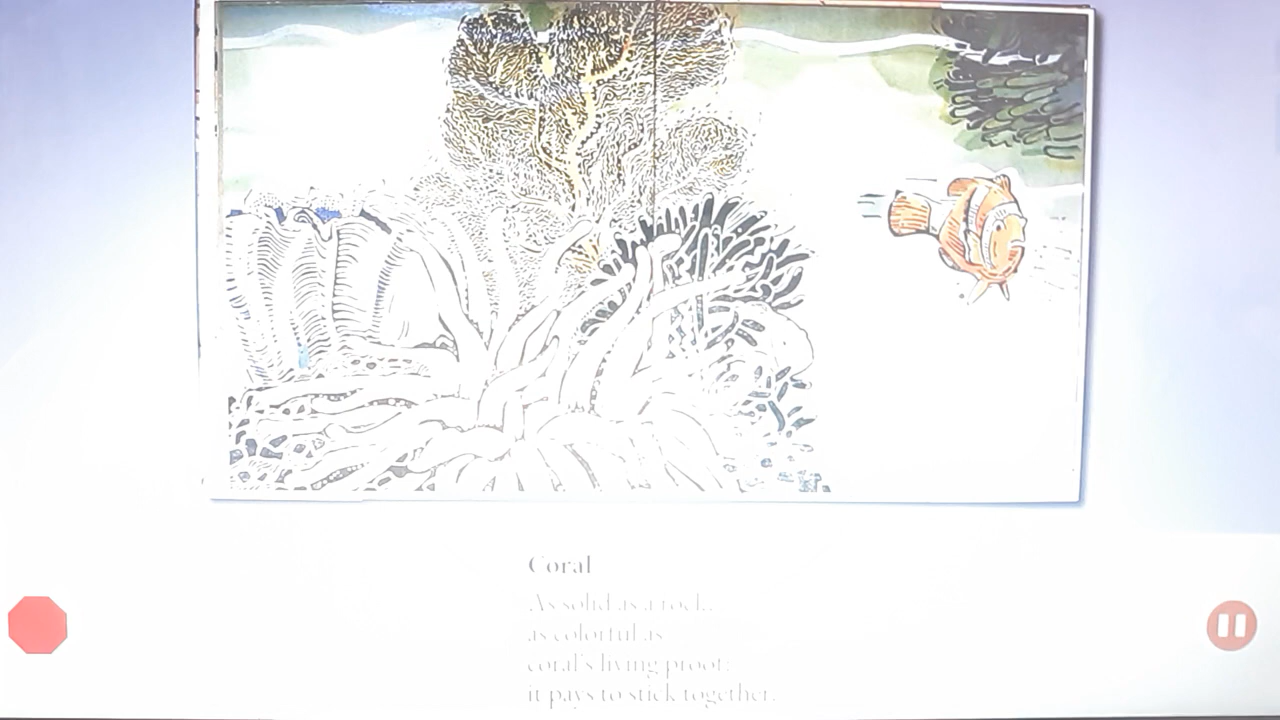 Coral
As solid as a rock,
as colorful as
coral's living proof:
it pays to stick together.